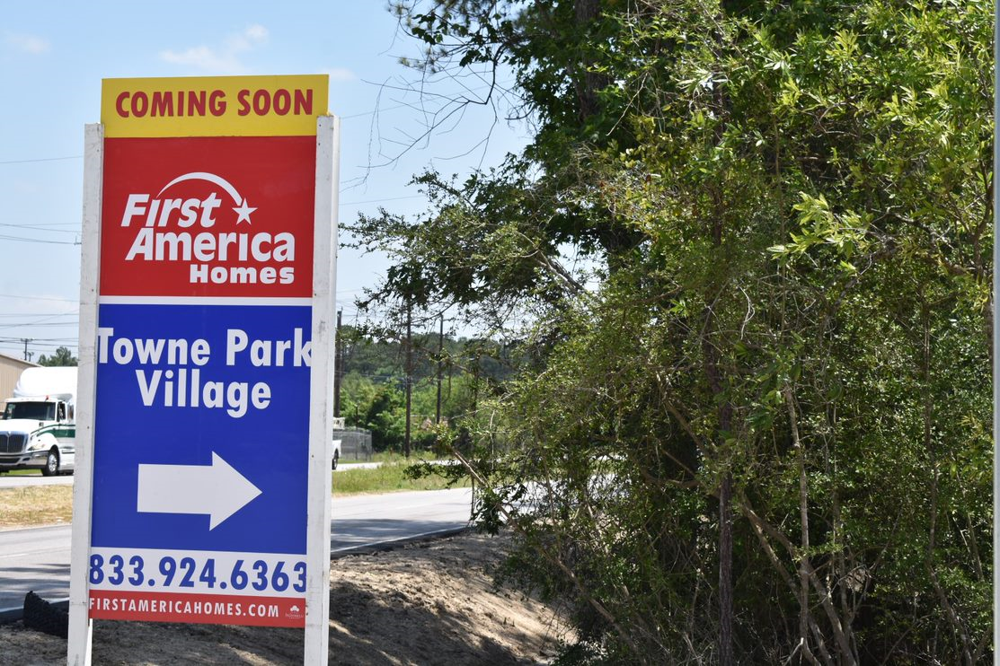 COMING SOON
First
America
Homes
Towne Park
Village
833.924.6363
FIRSTAMERICAHOMES.COM